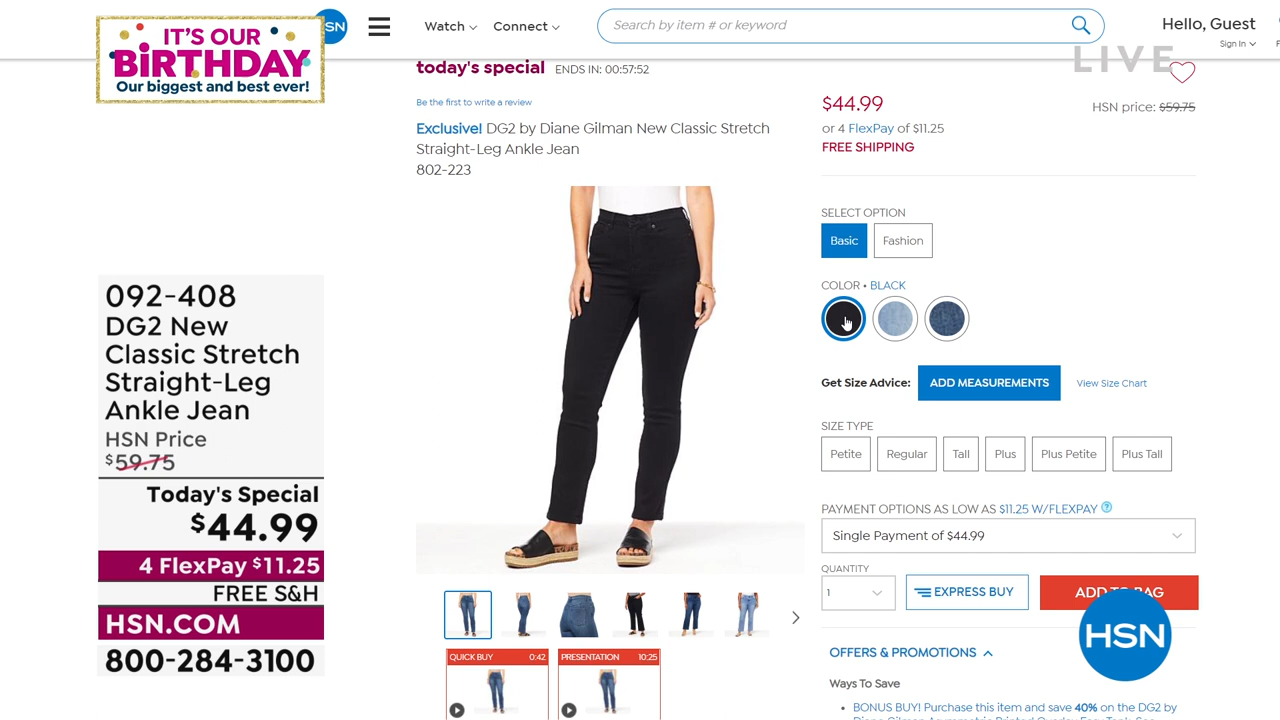 IT'S OUR
BIRTHDAY
Our biggest and best ever!
SN
Watch
Connect
Search by item # or keyword
Hello, Guest
Sign In
LIVE
today's special ENDS IN: 00:57:52
Be the first to write a review
Exclusive! DG2 by Diane Gilman New Classic Stretch
Straight-Leg Ankle Jean
802-223
$44.99
HSN price: $59.75
or 4 FlexPay of $11.25
FREE SHIPPING
SELECT OPTION
Basic
Fashion
COLOR • BLACK
Get Size Advice:
ADD MEASUREMENTS
View Size Chart
SIZE TYPE
Petite
Regular
Tall
Plus
Plus Petite
Plus Tall
PAYMENT OPTIONS AS LOW AS $11.25 W/FLEXPAY ?
Single Payment of $44.99
QUANTITY
1
EXPRESS BUY
ADD TO BAG
HSN
OFFERS & PROMOTIONS
Ways To Save
• BONUS BUY! Purchase this item and save 40% on the DG2 by
092-408
DG2 New
Classic Stretch
Straight-Leg
Ankle Jean
HSN Price
$59.75
Today's Special
$44.99
4 FlexPay $11.25
FREE S&H
HSN.COM
800-284-3100
QUICK BUY 0:42
PRESENTATION 10:25